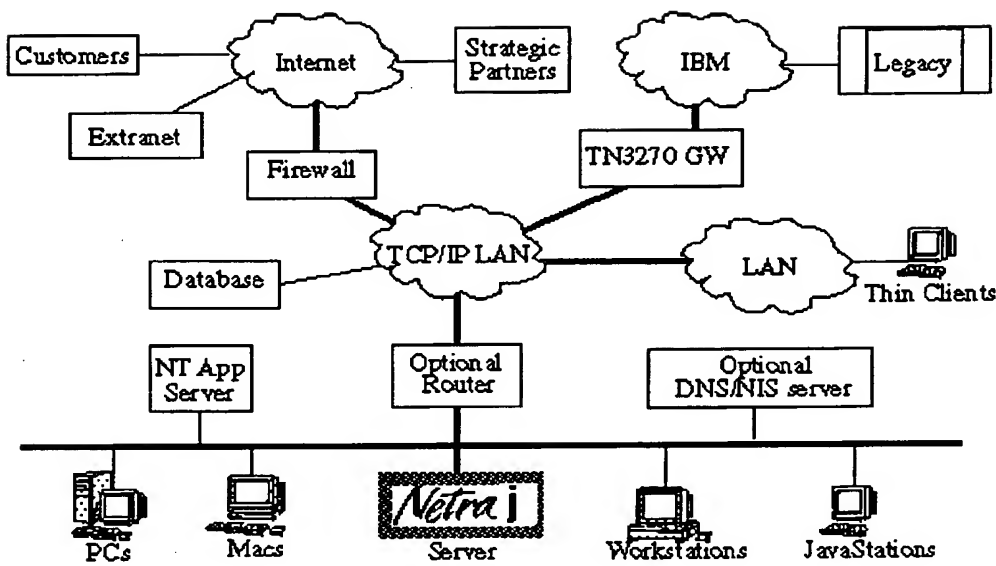 Customers
Internet
Strategic
Partners
IBM
Legacy
Extranet
Firewall
TN3270 GW
TCP/IP LAN
LAN
Database
Thin Clients
NT App
Server
Optional
Router
Optional
DNS/NIS server
Netra j
PCs
Macs
Server
Workstations
JavaStations